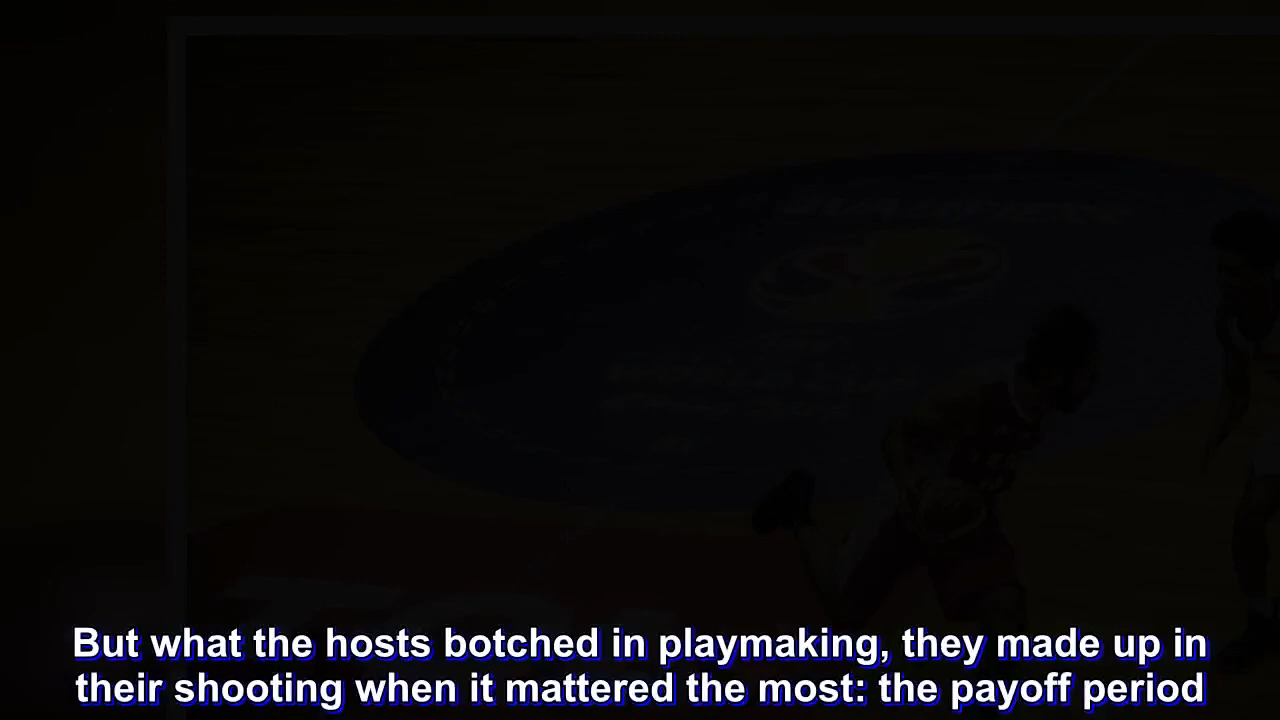 But what the hosts botched in playmaking, they made up in
their shooting when it mattered the most: the payoff period